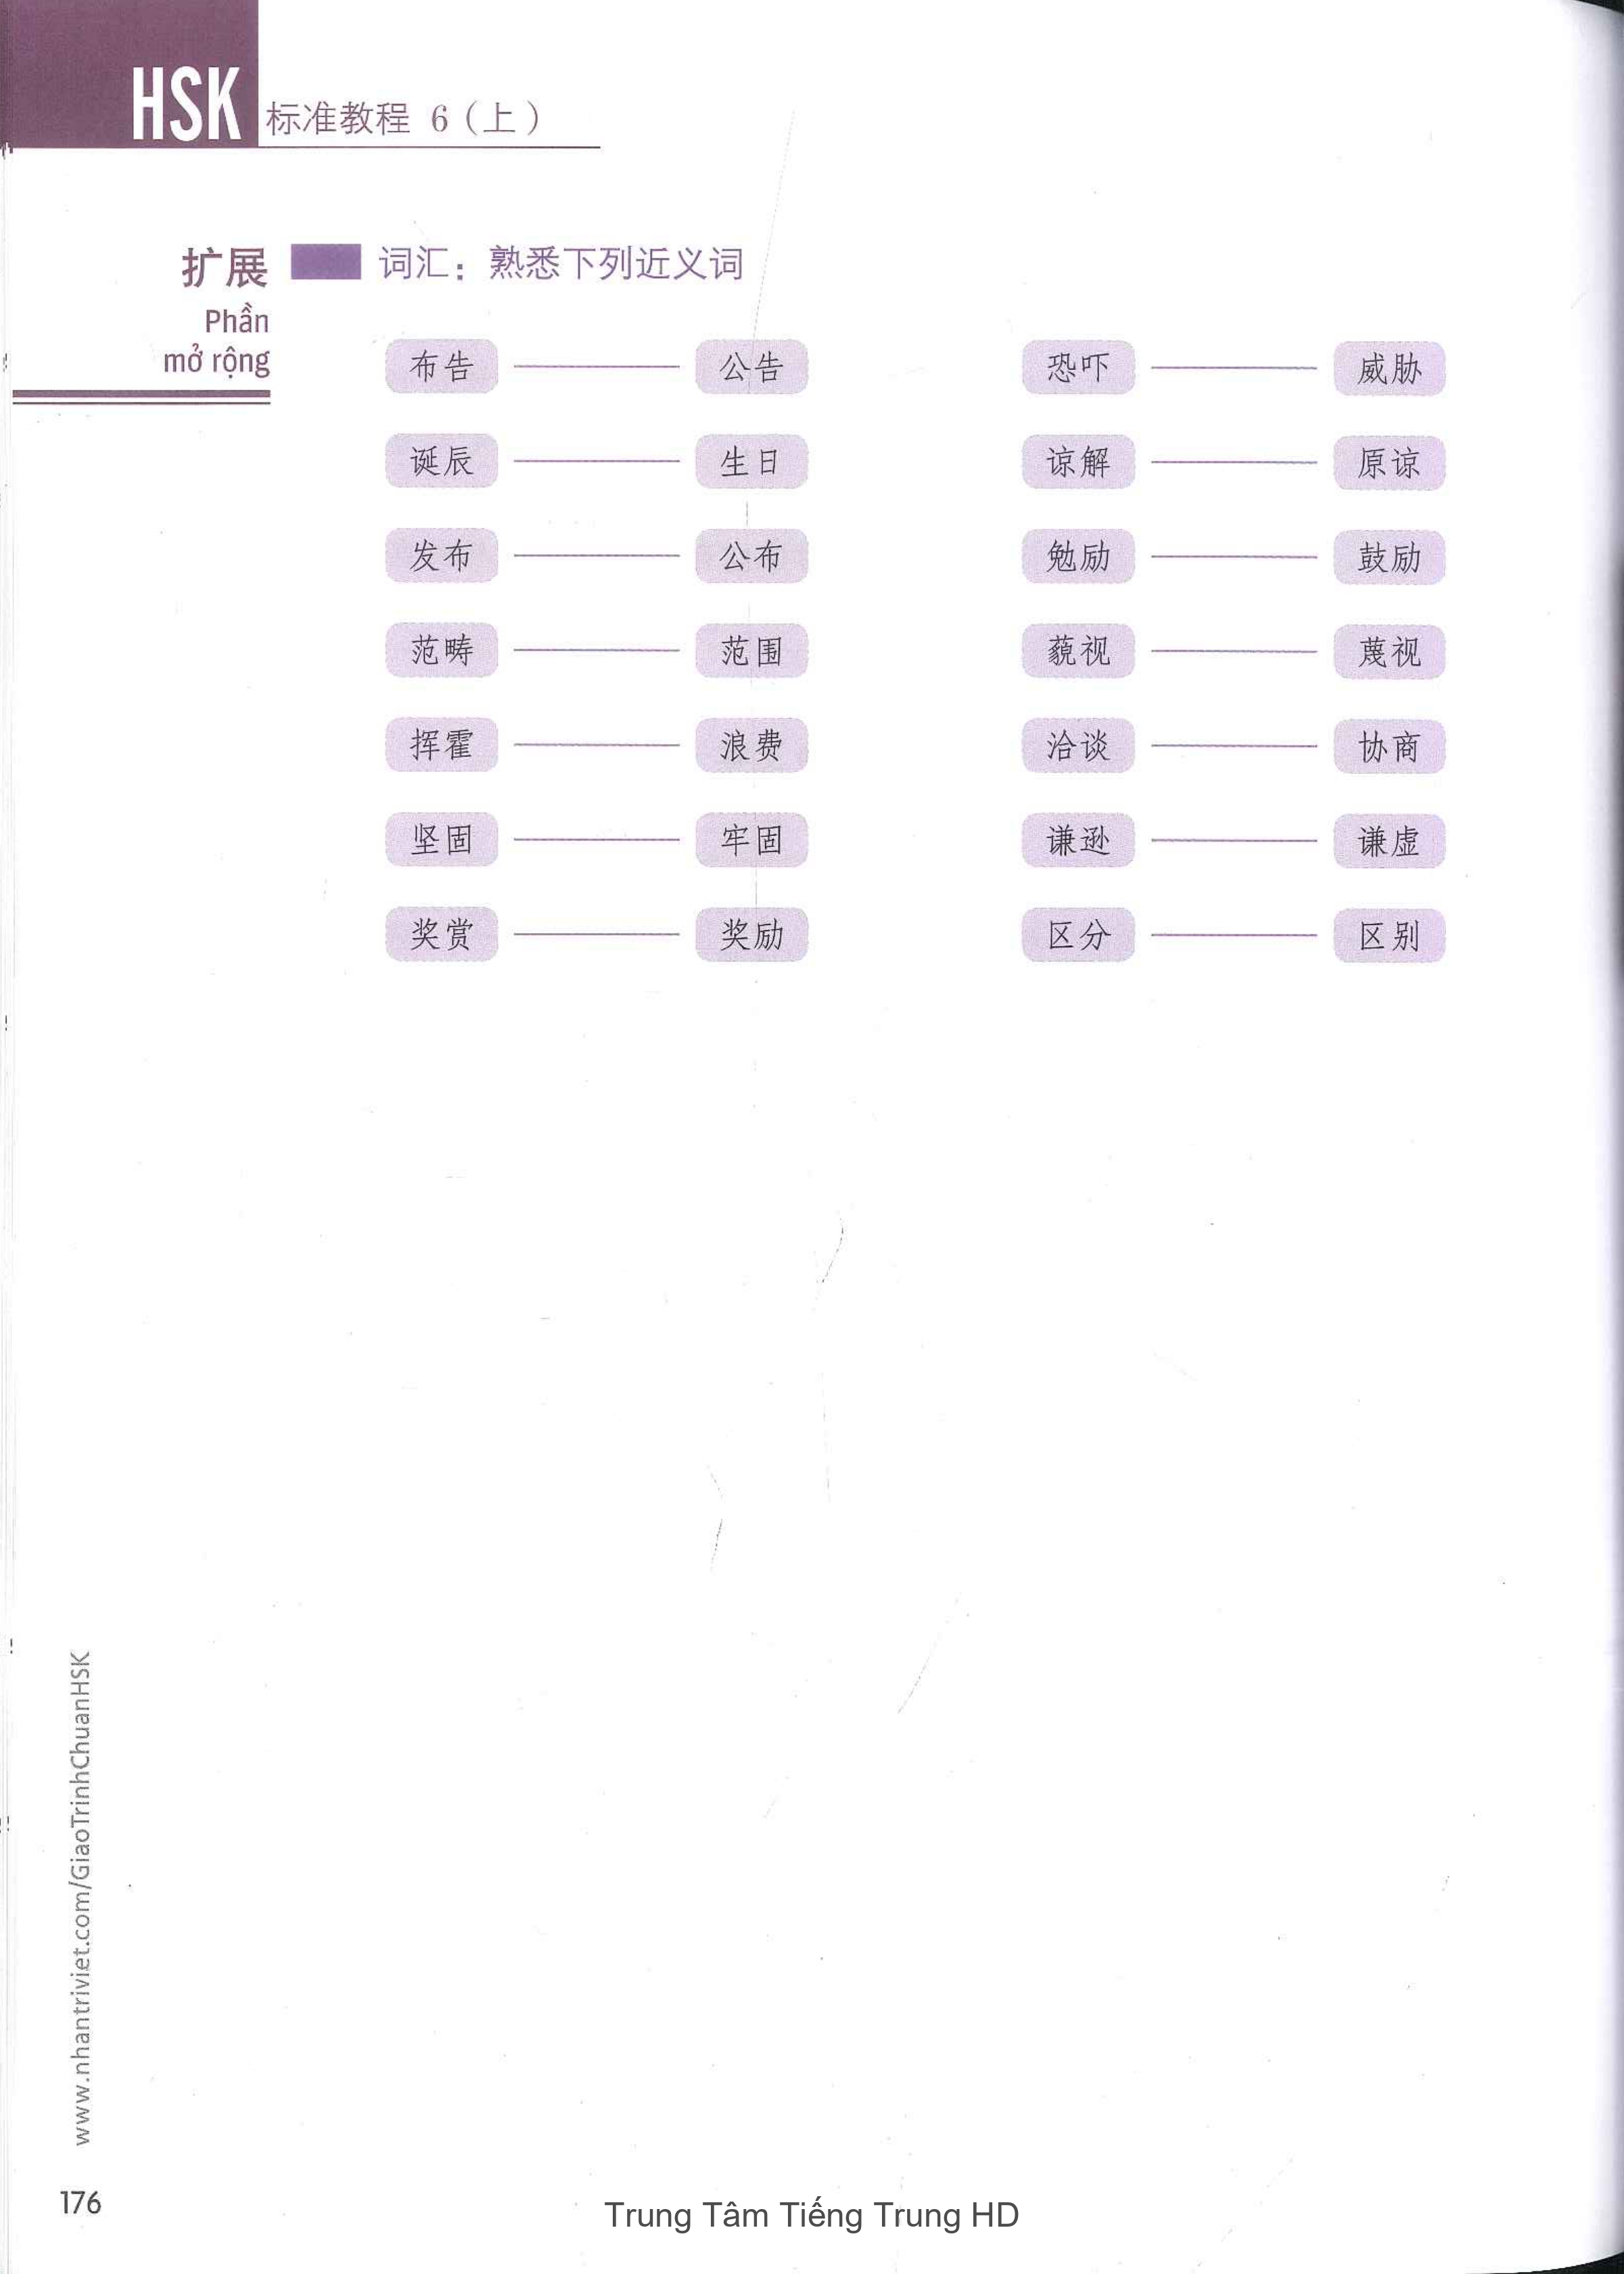 HSK 标准教程 6（上）
扩展
Phần
mở rộng
词汇：熟悉下列近义词
布告 公告 恐吓 威胁
诞辰 生日 谅解 原谅
发布 公布 勉励 鼓励
范畴 范围 藐视 蔑视
挥霍 浪费 洽谈 协商
坚固 牢固 谦逊 谦虚
奖赏 奖励 区分 区别
www.nhantriviet.com/GiaoTrinhChuanHSK
176
Trung Tâm Tiếng Trung HD